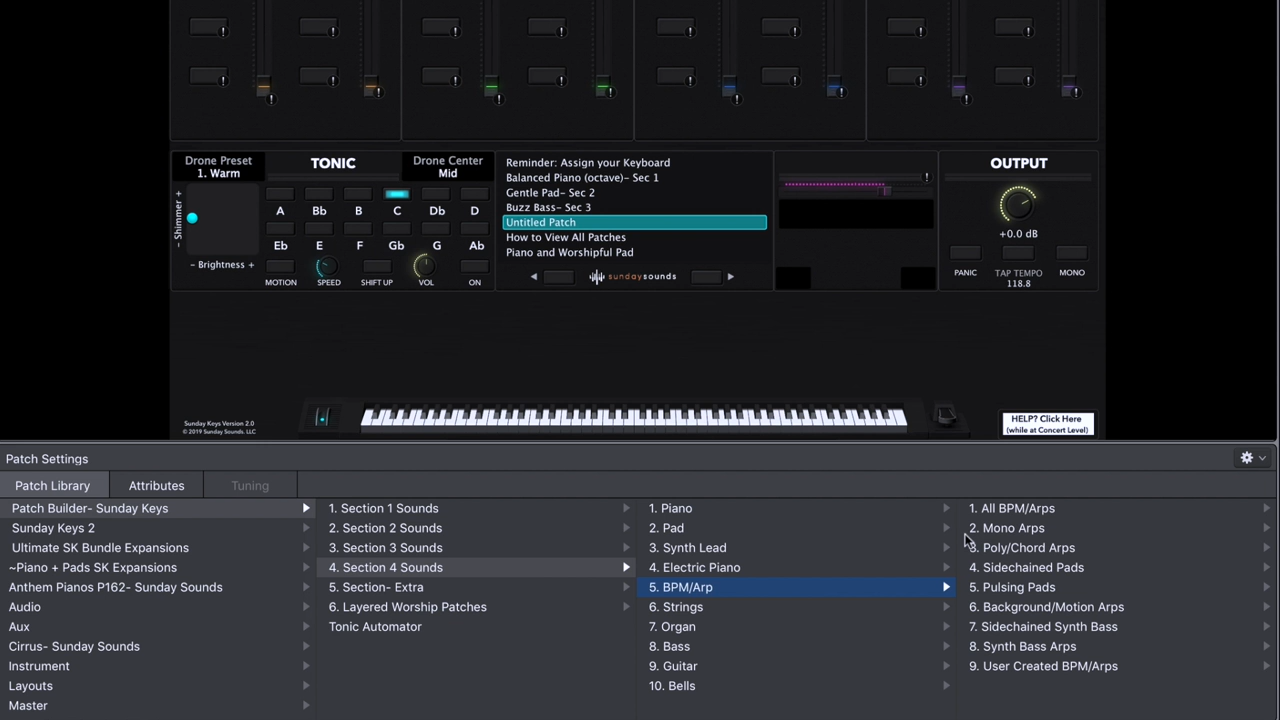 Drone Preset
1. Warm
TONIC
Drone Center
Mid
- Shimmer +
A Bb B C Db D
Eb E F Gb G Ab
- Brightness +
MOTION SPEED SHIFT UP VOL ON
Reminder: Assign your Keyboard
Balanced Piano (octave)- Sec 1
Gentle Pad- Sec 2
Buzz Bass- Sec 3
Untitled Patch
How to View All Patches
Piano and Worshipful Pad
sundaysounds
OUTPUT
+0.0 dB
PANIC TAP TEMPO MONO
118.8
Sunday Keys Version 2.0
© 2019 Sunday Sounds. LLC
HELP? Click Here
(while at Concert Level)
Patch Settings
Patch Library Attributes Tuning
Patch Builder- Sunday Keys
Sunday Keys 2
Ultimate SK Bundle Expansions
~Piano + Pads SK Expansions
Anthem Pianos P162- Sunday Sounds
Audio
Aux
Cirrus- Sunday Sounds
Instrument
Layouts
Master
1. Section 1 Sounds
2. Section 2 Sounds
3. Section 3 Sounds
4. Section 4 Sounds
5. Section- Extra
6. Layered Worship Patches
Tonic Automator
1. Piano
2. Pad
3. Synth Lead
4. Electric Piano
5. BPM/Arp
6. Strings
7. Organ
8. Bass
9. Guitar
10. Bells
1. All BPM/Arps
2. Mono Arps
3. Poly/Chord Arps
4. Sidechained Pads
5. Pulsing Pads
6. Background/Motion Arps
7. Sidechained Synth Bass
8. Synth Bass Arps
9. User Created BPM/Arps